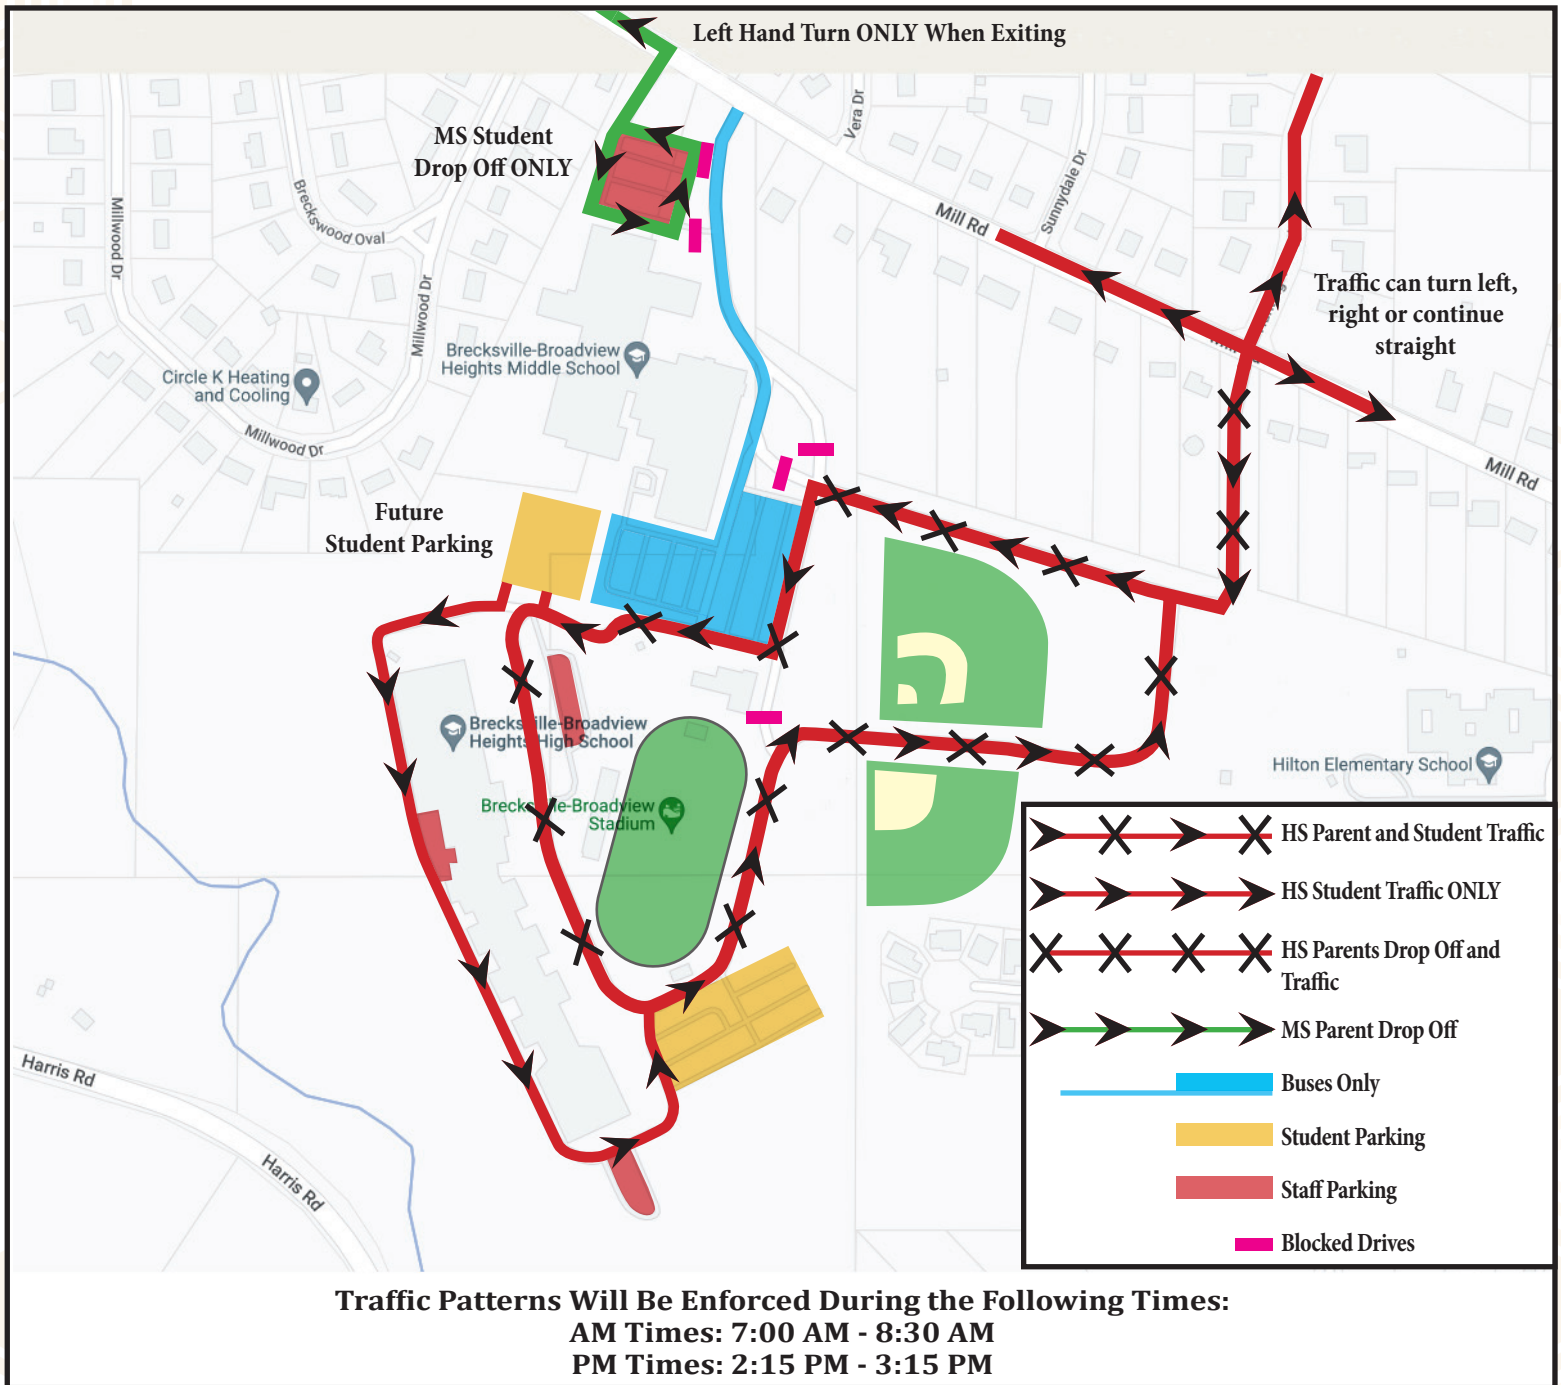 Left Hand Turn ONLY When Exiting
MS Student
Drop Off ONLY
Vera Dr
Sunnydale Dr
Mill Rd
Millwood Dr
Breckswood Oval
Millwood Dr
Traffic can turn left,
right or continue
straight
Brecksville-Broadview
Heights Middle School
Circle K Heating
and Cooling
Millwood Dr
Mill Rd
Future
Student Parking
Brecksville-Broadview
Heights High School
Hilton Elementary School
Brecksville-Broadview
Stadium
HS Parent and Student Traffic
HS Student Traffic ONLY
HS Parents Drop Off and
Traffic
MS Parent Drop Off
Buses Only
Student Parking
Staff Parking
Blocked Drives
Harris Rd
Harris Rd
Traffic Patterns Will Be Enforced During the Following Times:
AM Times: 7:00 AM - 8:30 AM
PM Times: 2:15 PM - 3:15 PM